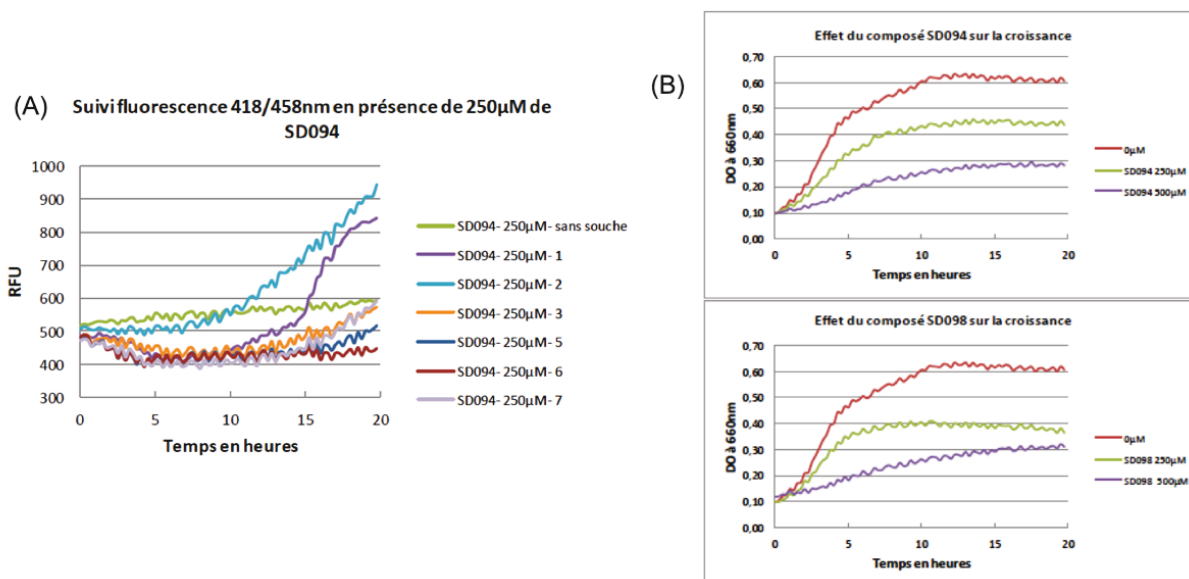 (A)
Suivi fluorescence 418/458nm en présence de 250µM de
SD094
1000
900
800
700
600
500
400
300
RFU
0
5
10
15
20
Temps en heures
SD094- 250µM- sans souche
SD094- 250µM- 1
SD094- 250µM- 2
SD094- 250µM- 3
SD094- 250µM- 5
SD094- 250µM- 6
SD094- 250µM- 7
(B)
Effet du composé SD094 sur la croissance
0,70
0,60
0,50
0,40
0,30
0,20
0,10
0,00
DO à 660nm
0
5
10
15
20
Temps en heures
0µM
SD094 250µM
SD094 500µM
Effet du composé SD098 sur la croissance
0,70
0,60
0,50
0,40
0,30
0,20
0,10
0,00
DO à 660nm
0
5
10
15
20
Temps en heures
0µM
SD098 250µM
SD098 500µM